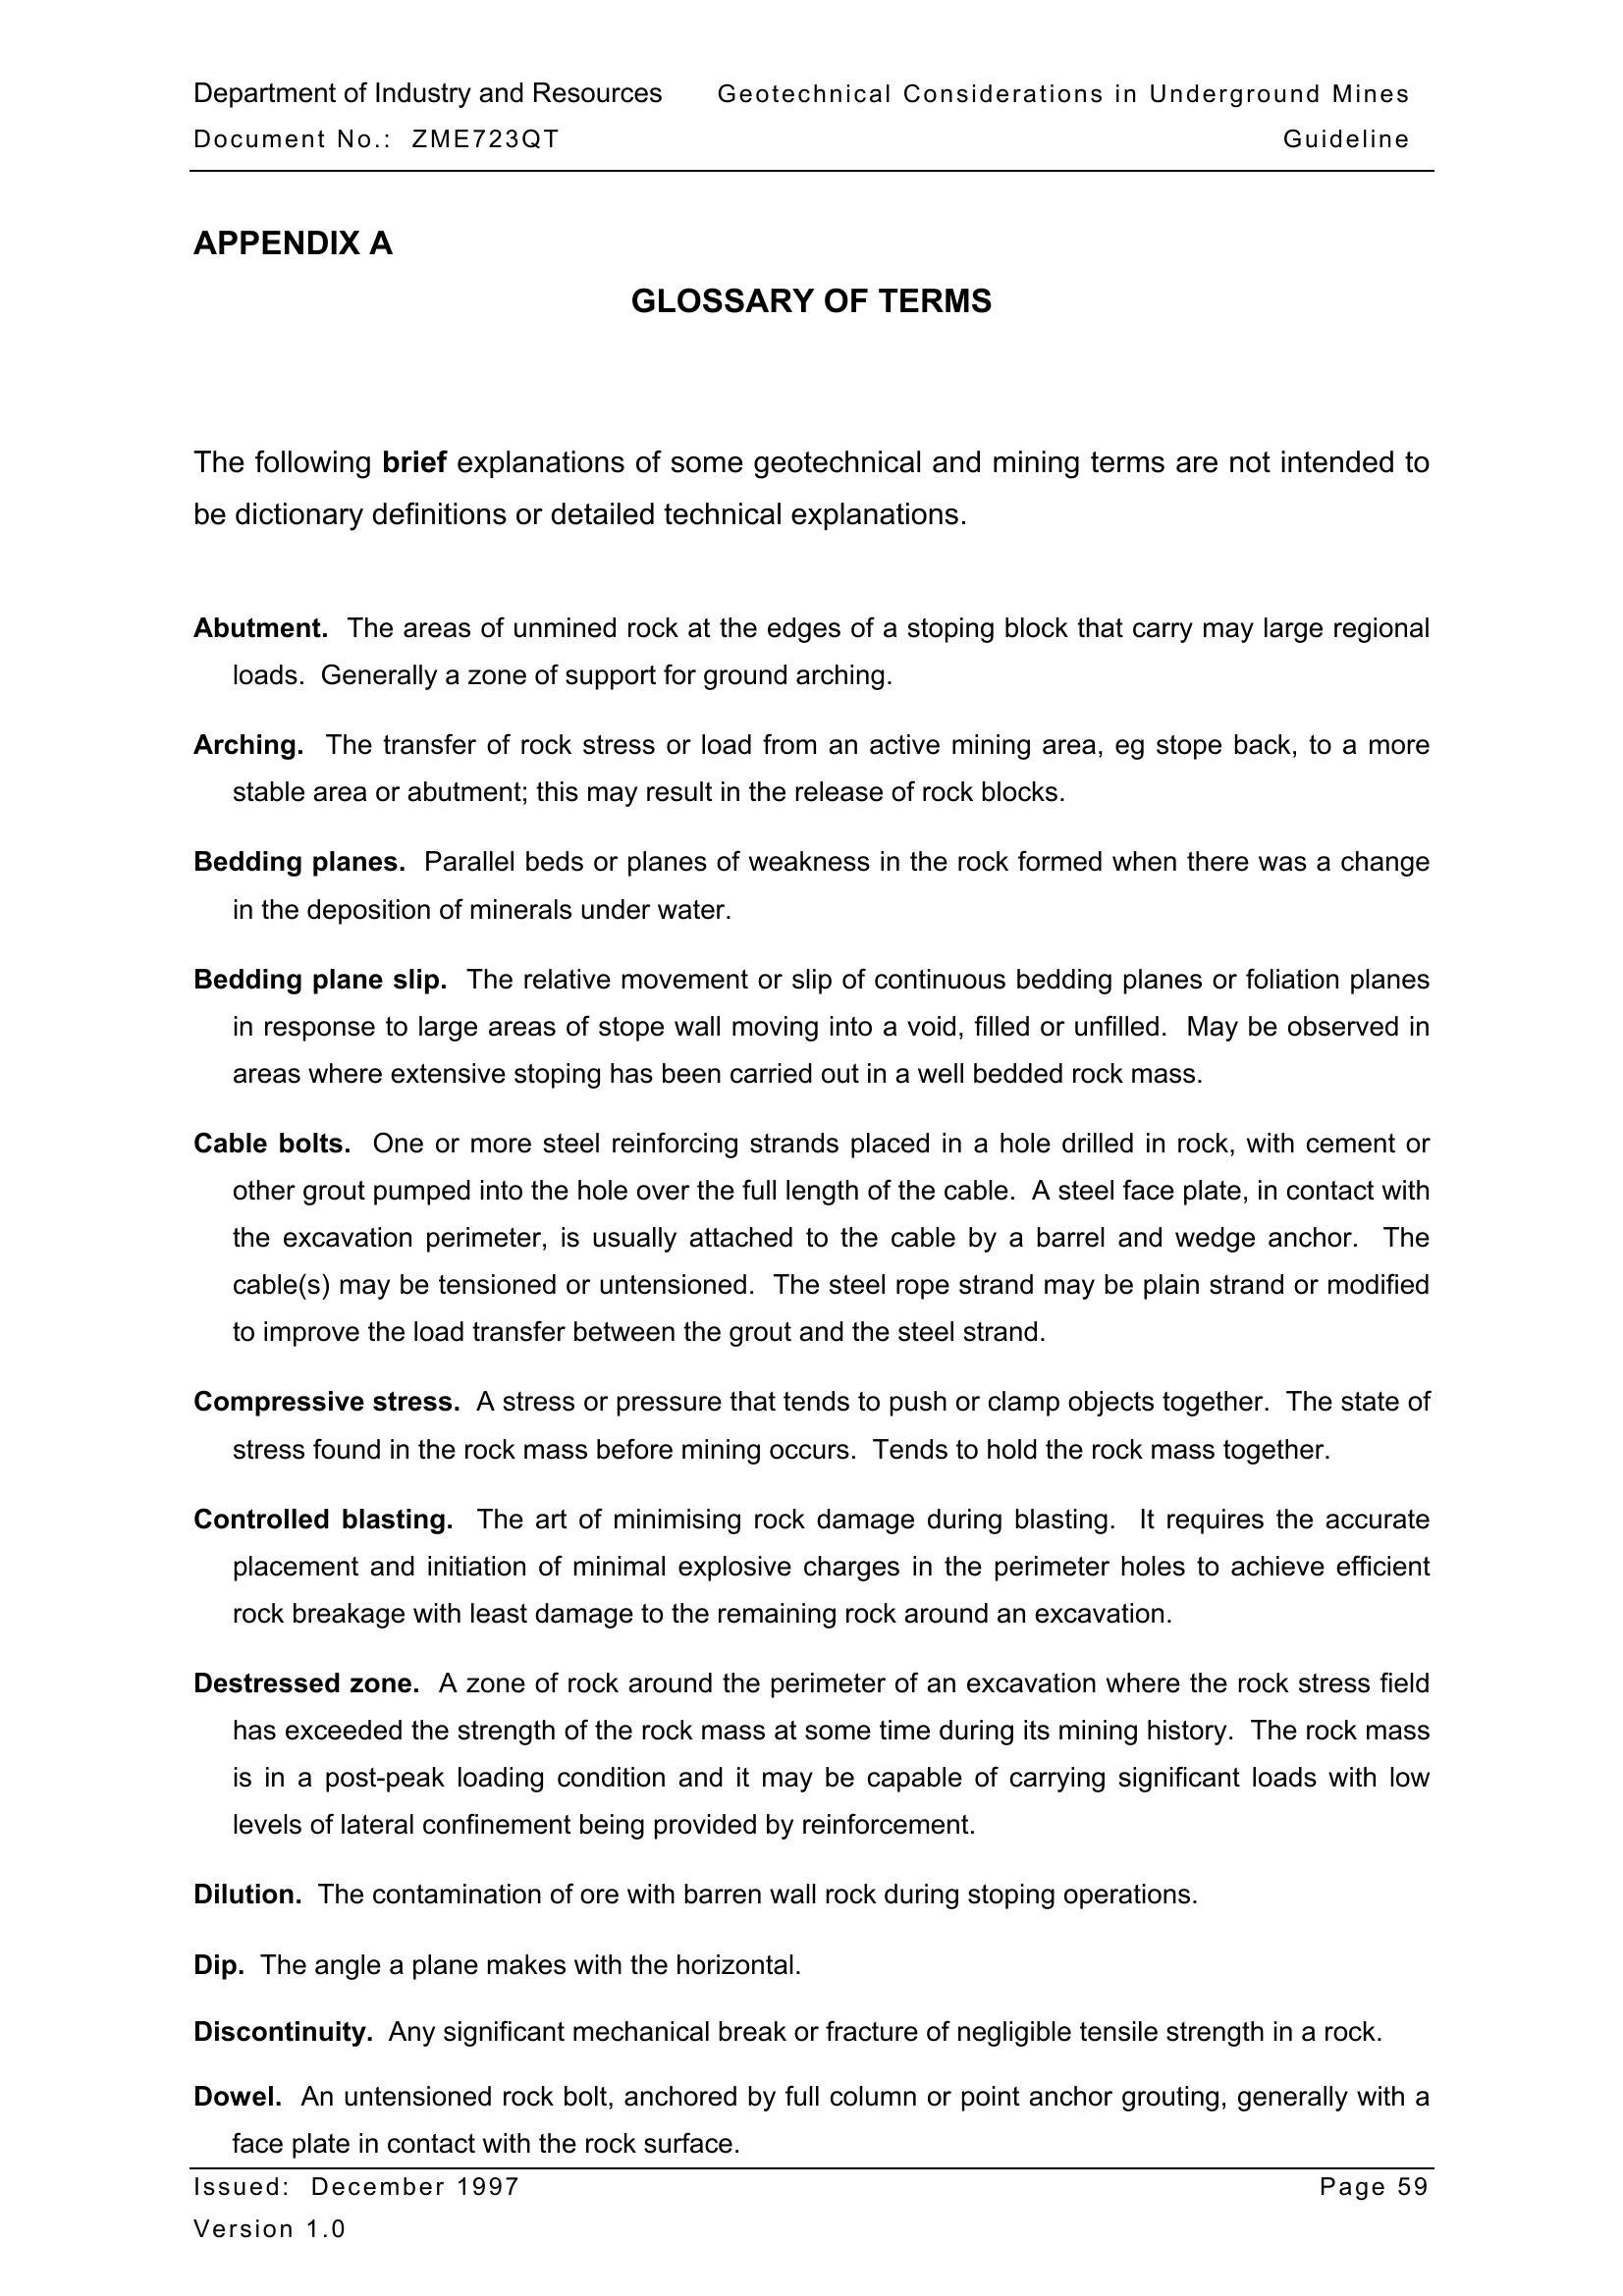 Department of Industry and Resources Geotechnical Considerations in Underground Mines
Document No.: ZME723QT Guideline
APPENDIX A
GLOSSARY OF TERMS
The following brief explanations of some geotechnical and mining terms are not intended to
be dictionary definitions or detailed technical explanations.
Abutment. The areas of unmined rock at the edges of a stoping block that carry may large regional
loads. Generally a zone of support for ground arching.
Arching. The transfer of rock stress or load from an active mining area, eg stope back, to a more
stable area or abutment; this may result in the release of rock blocks.
Bedding planes. Parallel beds or planes of weakness in the rock formed when there was a change
in the deposition of minerals under water.
Bedding plane slip. The relative movement or slip of continuous bedding planes or foliation planes
in response to large areas of stope wall moving into a void, filled or unfilled. May be observed in
areas where extensive stoping has been carried out in a well bedded rock mass.
Cable bolts. One or more steel reinforcing strands placed in a hole drilled in rock, with cement or
other grout pumped into the hole over the full length of the cable. A steel face plate, in contact with
the excavation perimeter, is usually attached to the cable by a barrel and wedge anchor. The
cable(s) may be tensioned or untensioned. The steel rope strand may be plain strand or modified
to improve the load transfer between the grout and the steel strand.
Compressive stress. A stress or pressure that tends to push or clamp objects together. The state of
stress found in the rock mass before mining occurs. Tends to hold the rock mass together.
Controlled blasting. The art of minimising rock damage during blasting. It requires the accurate
placement and initiation of minimal explosive charges in the perimeter holes to achieve efficient
rock breakage with least damage to the remaining rock around an excavation.
Destressed zone. A zone of rock around the perimeter of an excavation where the rock stress field
has exceeded the strength of the rock mass at some time during its mining history. The rock mass
is in a post-peak loading condition and it may be capable of carrying significant loads with low
levels of lateral confinement being provided by reinforcement.
Dilution. The contamination of ore with barren wall rock during stoping operations.
Dip. The angle a plane makes with the horizontal.
Discontinuity. Any significant mechanical break or fracture of negligible tensile strength in a rock.
Dowel. An untensioned rock bolt, anchored by full column or point anchor grouting, generally with a
face plate in contact with the rock surface.
Issued: December 1997 Page 59
Version 1.0